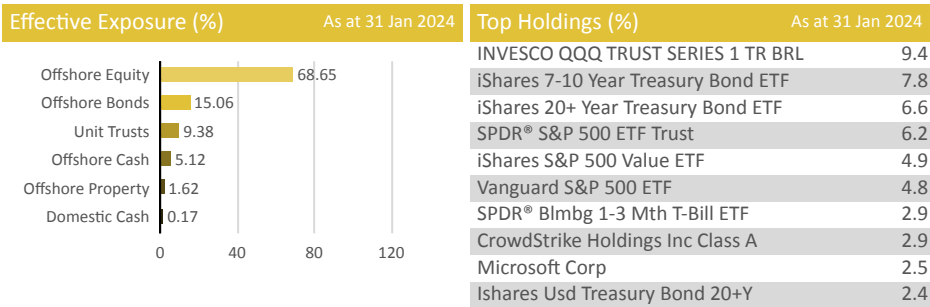 Effective Exposure (%) As at 31 Jan 2024
Offshore Equity 68.65
Offshore Bonds 15.06
Unit Trusts 9.38
Offshore Cash 5.12
Offshore Property 1.62
Domestic Cash 0.17
0 40 80 120
Top Holdings (%) As at 31 Jan 2024
INVESCO QQQ TRUST SERIES 1 TR BRL 9.4
iShares 7-10 Year Treasury Bond ETF 7.8
iShares 20+ Year Treasury Bond ETF 6.6
SPDR® S&P 500 ETF Trust 6.2
iShares S&P 500 Value ETF 4.9
Vanguard S&P 500 ETF 4.8
SPDR® Blmbg 1-3 Mth T-Bill ETF 2.9
CrowdStrike Holdings Inc Class A 2.9
Microsoft Corp 2.5
Ishares Usd Treasury Bond 20+Y 2.4